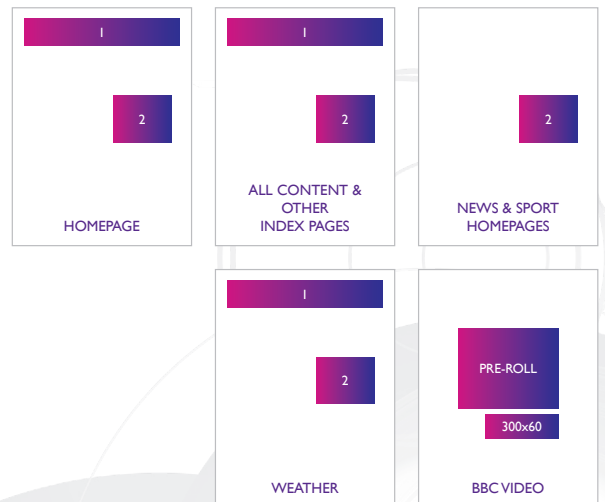 1
2
HOMEPAGE
1
2
ALL CONTENT &
OTHER
INDEX PAGES
2
NEWS & SPORT
HOMEPAGES
1
2
WEATHER
PRE-ROLL
300x60
BBC VIDEO